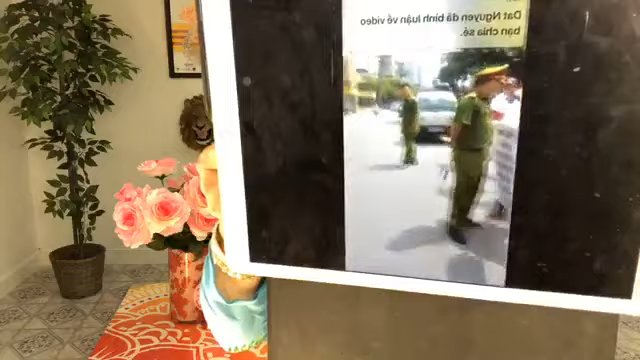 Dat Nguyen đã bình luận về video
bạn chia sẻ.